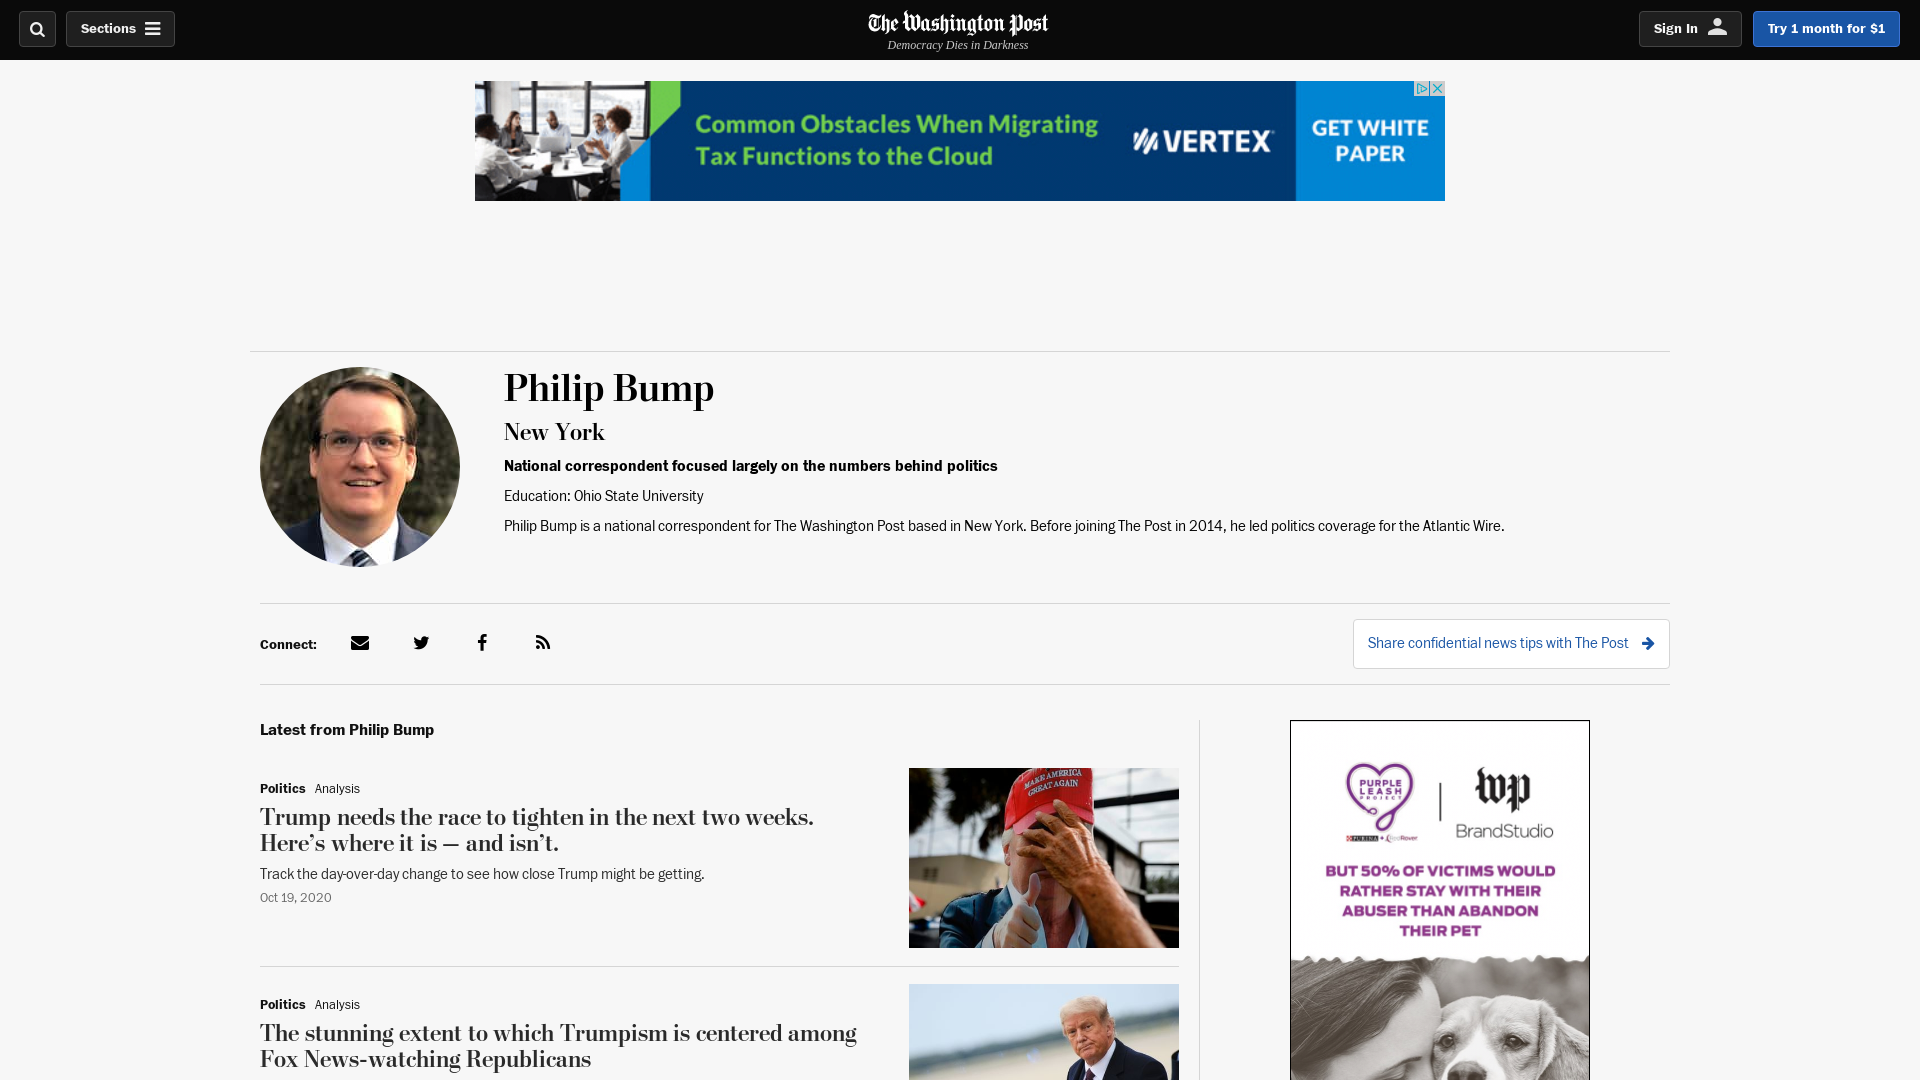 Sections
The Washington Post
Democracy Dies in Darkness
Sign In
Try 1 month for $1
Common Obstacles When Migrating
Tax Functions to the Cloud
VERTEX
GET WHITE
PAPER
Philip Bump
New York
National correspondent focused largely on the numbers behind politics
Education: Ohio State University
Philip Bump is a national correspondent for The Washington Post based in New York. Before joining The Post in 2014, he led politics coverage for the Atlantic Wire.
Connect:
Share confidential news tips with The Post
Latest from Philip Bump
Politics Analysis
Trump needs the race to tighten in the next two weeks.
Here’s where it is — and isn’t.
Track the day-over-day change to see how close Trump might be getting.
Oct 19, 2020
MAKE AMERICA
GREAT AGAIN
Politics Analysis
The stunning extent to which Trumpism is centered among
Fox News-watching Republicans
PURPLE
LEASH
PROJECT
PURINA + RedRover
wp
BrandStudio
BUT 50% OF VICTIMS WOULD
RATHER STAY WITH THEIR
ABUSER THAN ABANDON
THEIR PET